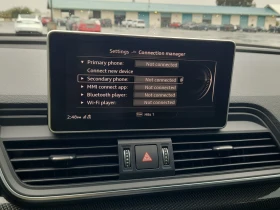 Settings Connection manager
Primary phone: Not connected
Connect new device
Secondary phone: Not connected
MMI connect app: Not connected
Bluetooth player: Not connected
Wi-Fi player: Not connected
2:40